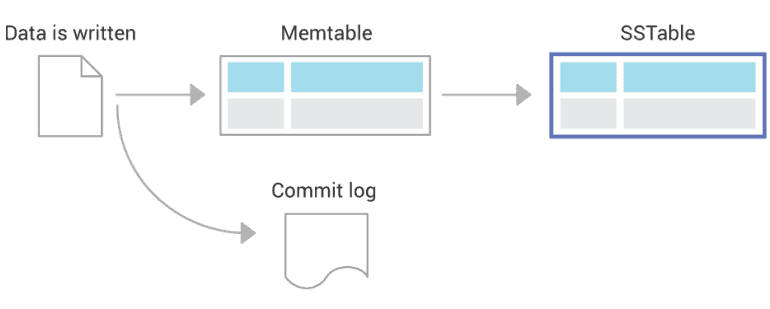 Data is written
Memtable
SSTable
Commit log